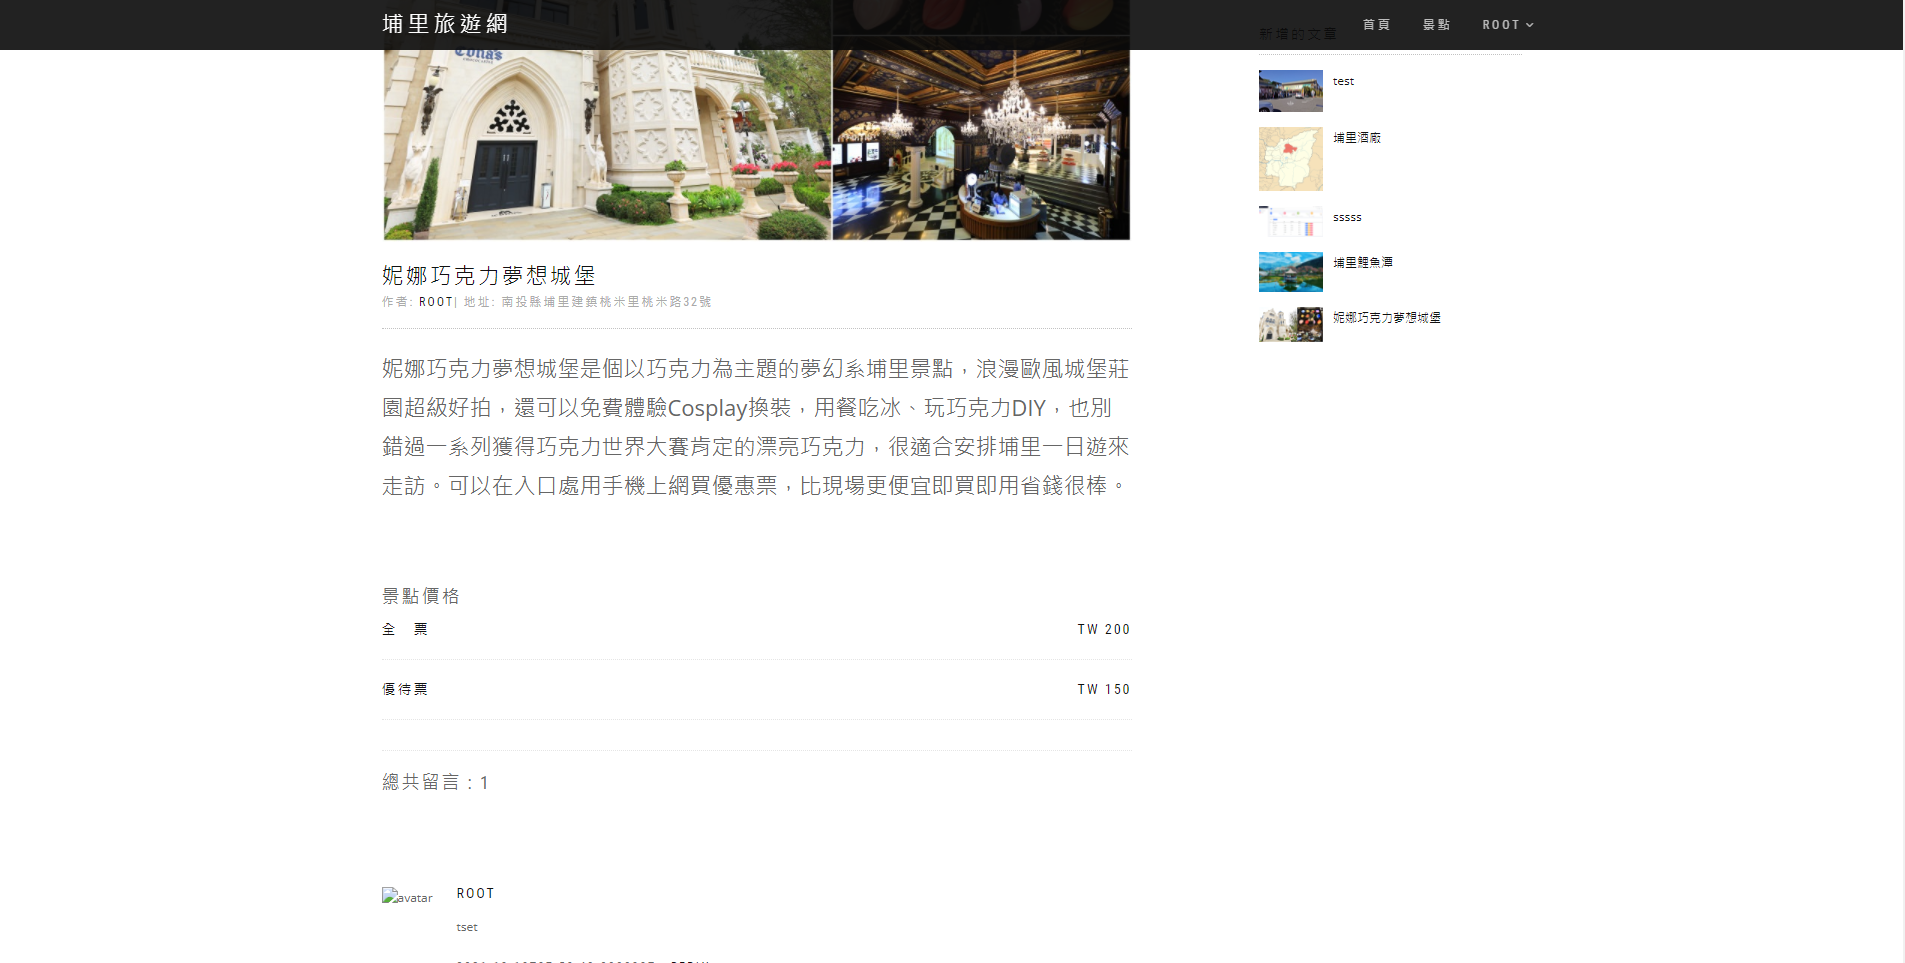 埔里旅遊網
首頁
景點
ROOT
新增的文章
test
埔里酒廠
sssss
埔里鯉魚潭
妮娜巧克力夢想城堡
妮娜巧克力夢想城堡
作者: ROOT| 地址: 南投縣埔里建鎮桃米里桃米路32號
妮娜巧克力夢想城堡是個以巧克力為主題的夢幻系埔里景點，浪漫歐風城堡莊
園超級好拍，還可以免費體驗Cosplay換裝，用餐吃冰、玩巧克力DIY，也別
錯過一系列獲得巧克力世界大賽肯定的漂亮巧克力，很適合安排埔里一日遊來
走訪。可以在入口處用手機上網買優惠票，比現場更便宜即買即用省錢很棒。
景點價格
全　票 TW 200
優待票 TW 150
總共留言：1
avatar
ROOT
tset